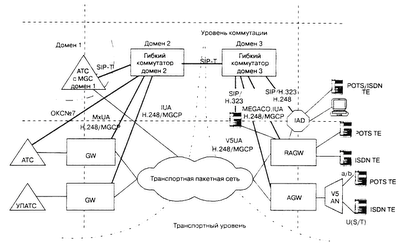 Уровень коммутации
Домен 1
Домен 2
Домен 3
АТС
с MGC
домен 1
SIP-T
Гибкий
коммутатор
домен 2
SIP-T
Гибкий
коммутатор
домен 3
SIP/H.323
H.248
POTS/ISDN
TE
SIP/
H.323
MEGACO,IUA
H.248/MGCP
IAD
ОКС№7
MxUA
H.248/MGCP
IUA
H.248/MGCP
POTS TE
V5UA
H.248/MGCP
АТС
GW
RAGW
ISDN TE
Транспортная пакетная сеть
a/b
POTS TE
УПАТС
GW
AGW
V5
AN
ISDN TE
U(S/T)
Транспортный уровень